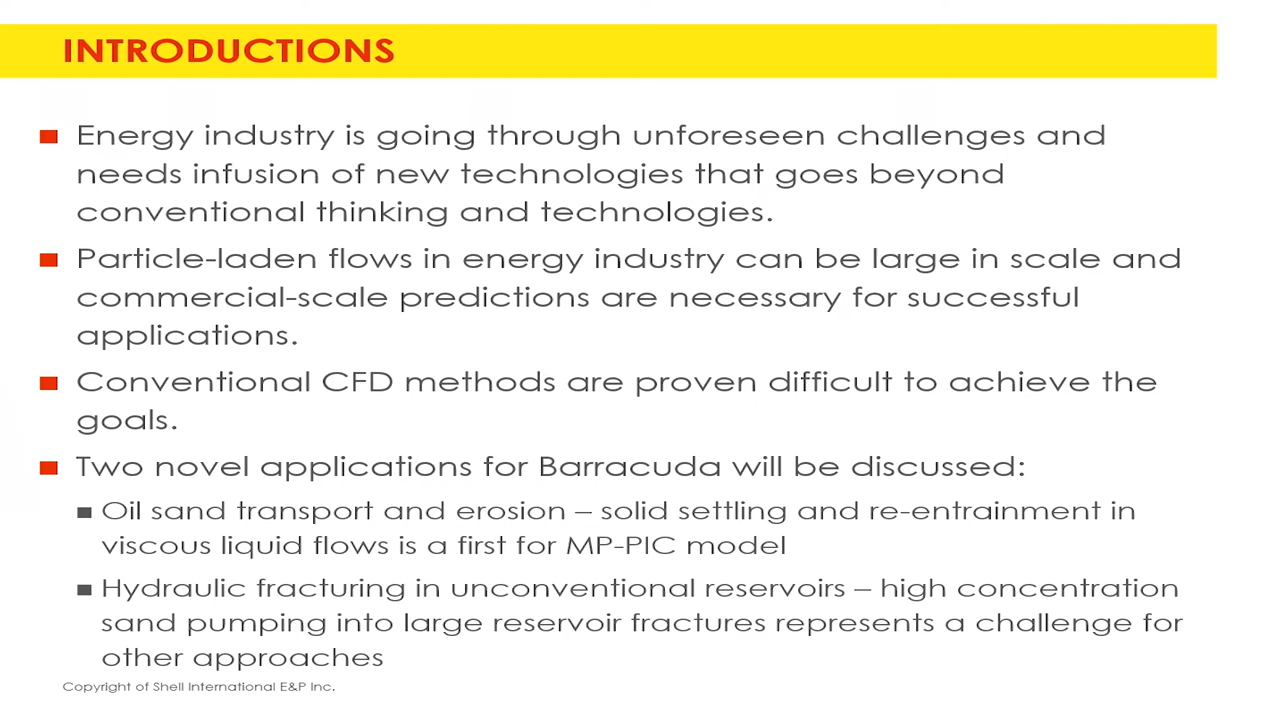 INTRODUCTIONS
Energy industry is going through unforeseen challenges and
needs infusion of new technologies that goes beyond
conventional thinking and technologies.
Particle-laden flows in energy industry can be large in scale and
commercial-scale predictions are necessary for successful
applications.
Conventional CFD methods are proven difficult to achieve the
goals.
Two novel applications for Barracuda will be discussed:
Oil sand transport and erosion – solid settling and re-entrainment in
viscous liquid flows is a first for MP-PIC model
Hydraulic fracturing in unconventional reservoirs – high concentration
sand pumping into large reservoir fractures represents a challenge for
other approaches
Copyright of Shell International E&P Inc.